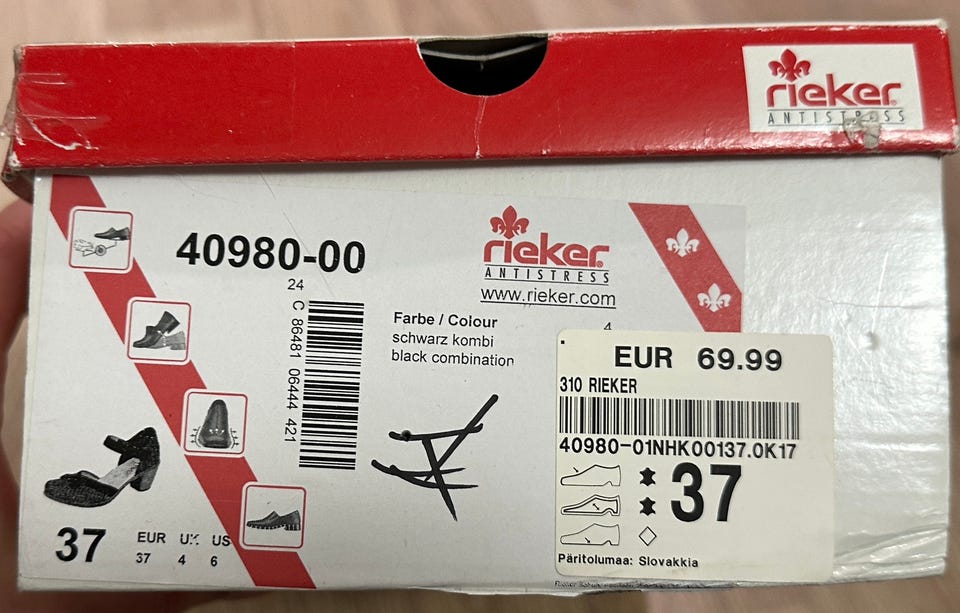 rieker
ANTISTRESS
40980-00
24
C 86481 06444 421
rieker
ANTISTRESS
www.rieker.com
Farbe / Colour
schwarz kombi
black combination
4
EUR 69.99
310 RIEKER
40980-01NHK00137.0K17
37
Päritolumaa: Slovakkia
37
EUR UK US
37 4 6